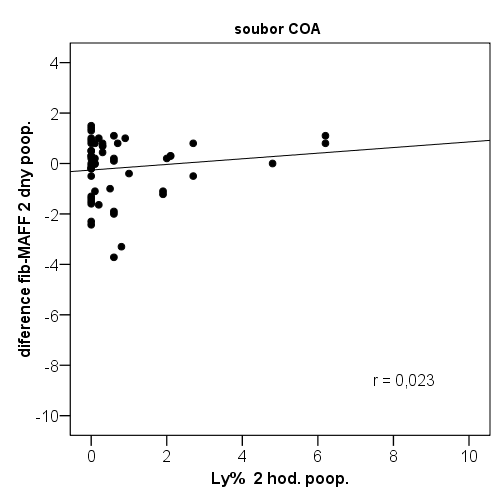 soubor COA
diference fib-MAFF 2 dny poop.
4
2
0
-2
-4
-6
-8
-10
r = 0,023
0 2 4 6 8 10
Ly% 2 hod. poop.